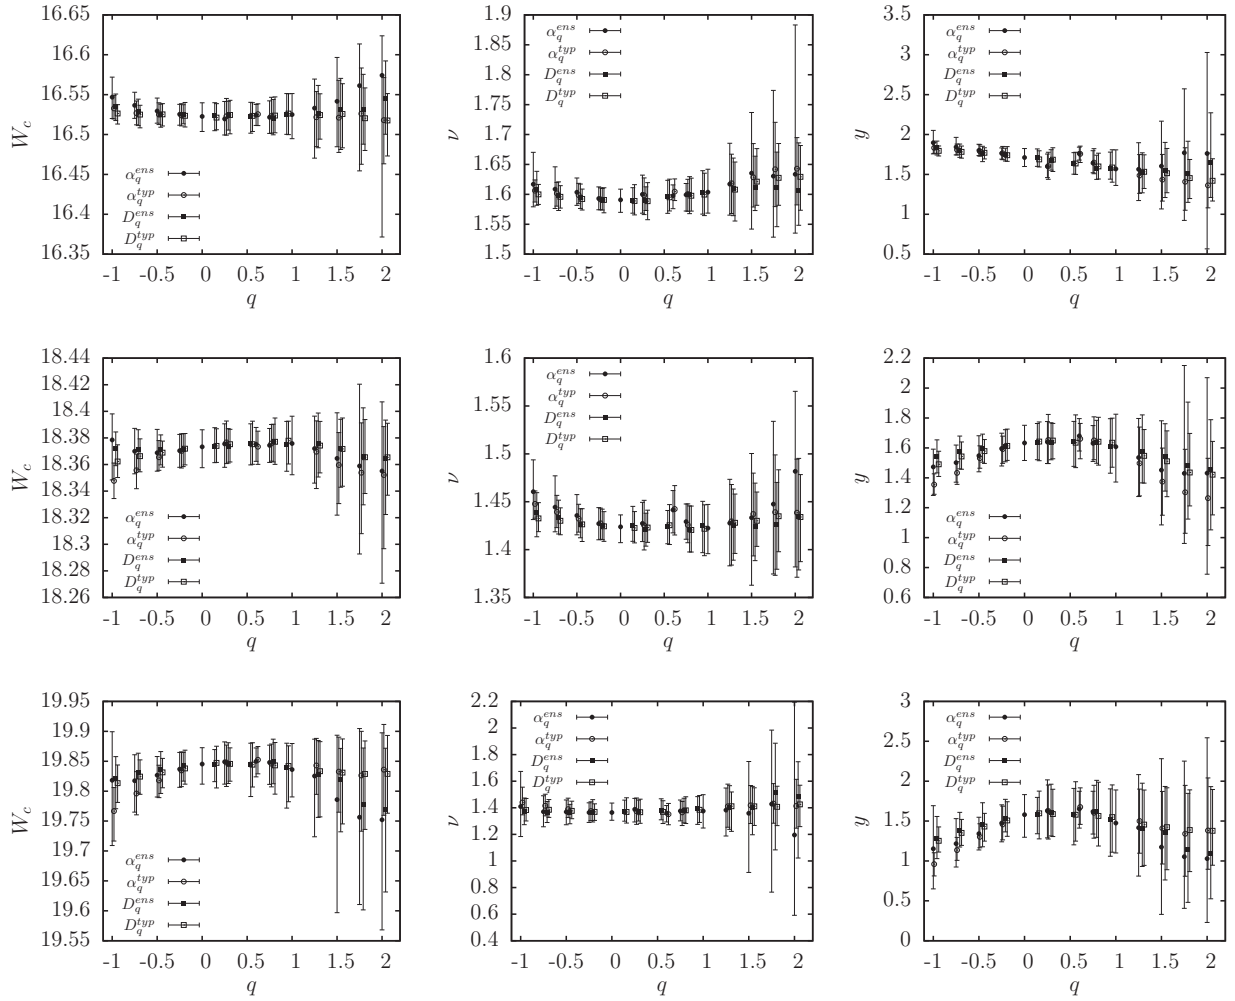 16.65
16.6
16.55
16.5
16.45
16.4
16.35
W_c
α_q^{ens}
α_q^{typ}
D_q^{ens}
D_q^{typ}
-1 -0.5 0 0.5 1 1.5 2
q
1.9
1.8
1.7
1.6
1.5
ν
α_q^{ens}
α_q^{typ}
D_q^{ens}
D_q^{typ}
-1 -0.5 0 0.5 1 1.5 2
q
3.5
3
2.5
2
1.5
1
0.5
y
α_q^{ens}
α_q^{typ}
D_q^{ens}
D_q^{typ}
-1 -0.5 0 0.5 1 1.5 2
q
18.44
18.42
18.4
18.38
18.36
18.34
18.32
18.3
18.28
18.26
W_c
α_q^{ens}
α_q^{typ}
D_q^{ens}
D_q^{typ}
-1 -0.5 0 0.5 1 1.5 2
q
1.6
1.55
1.5
1.45
1.4
1.35
ν
α_q^{ens}
α_q^{typ}
D_q^{ens}
D_q^{typ}
-1 -0.5 0 0.5 1 1.5 2
q
2.2
2
1.8
1.6
1.4
1.2
1
0.8
0.6
y
α_q^{ens}
α_q^{typ}
D_q^{ens}
D_q^{typ}
-1 -0.5 0 0.5 1 1.5 2
q
19.95
19.9
19.85
19.8
19.75
19.7
19.65
19.6
19.55
W_c
α_q^{ens}
α_q^{typ}
D_q^{ens}
D_q^{typ}
-1 -0.5 0 0.5 1 1.5 2
q
2.2
2
1.8
1.6
1.4
1.2
1
0.8
0.6
0.4
ν
α_q^{ens}
α_q^{typ}
D_q^{ens}
D_q^{typ}
-1 -0.5 0 0.5 1 1.5 2
q
3
2.5
2
1.5
1
0.5
0
y
α_q^{ens}
α_q^{typ}
D_q^{ens}
D_q^{typ}
-1 -0.5 0 0.5 1 1.5 2
q